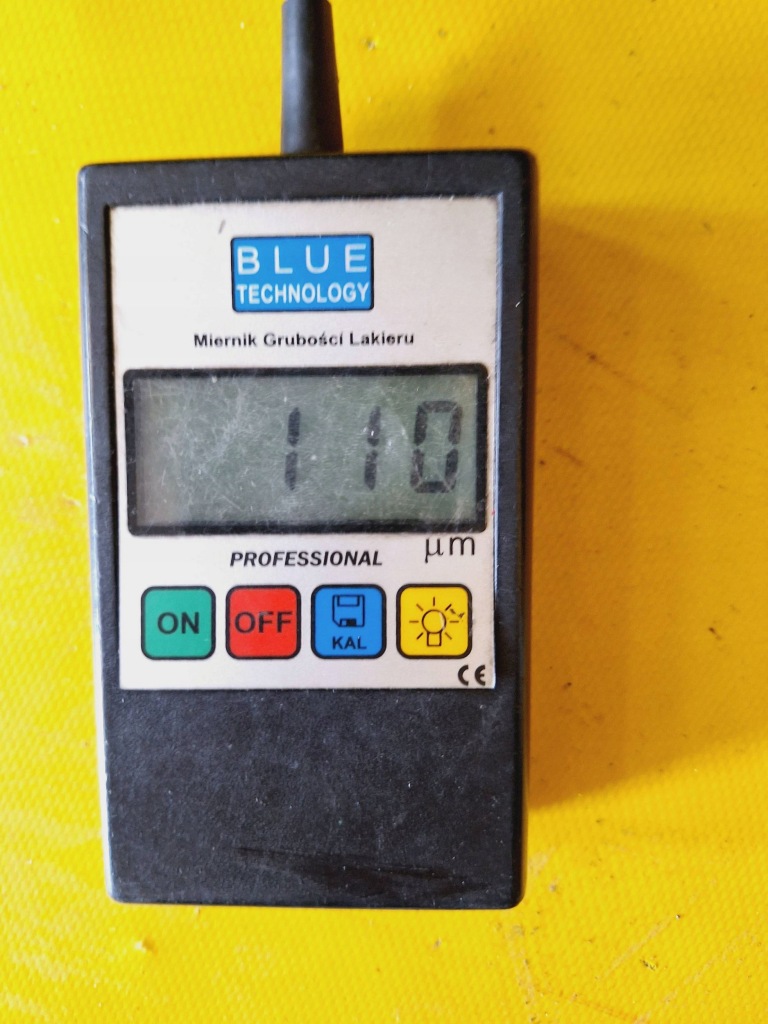 BLUE
TECHNOLOGY
Miernik Grubości Lakieru
110
µm
PROFESSIONAL
ON OFF KAL
CE